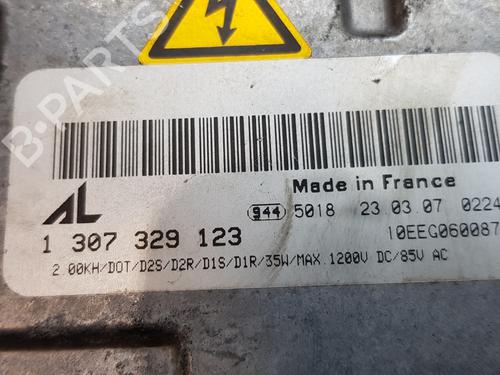 B-PARTS
Made in France
AL
944 5018 23.03.07 0224
1 307 329 123
10EEG060087
2.00KH/DOT/D2S/D2R/D1S/D1R/35W/MAX.1200V DC/85V AC